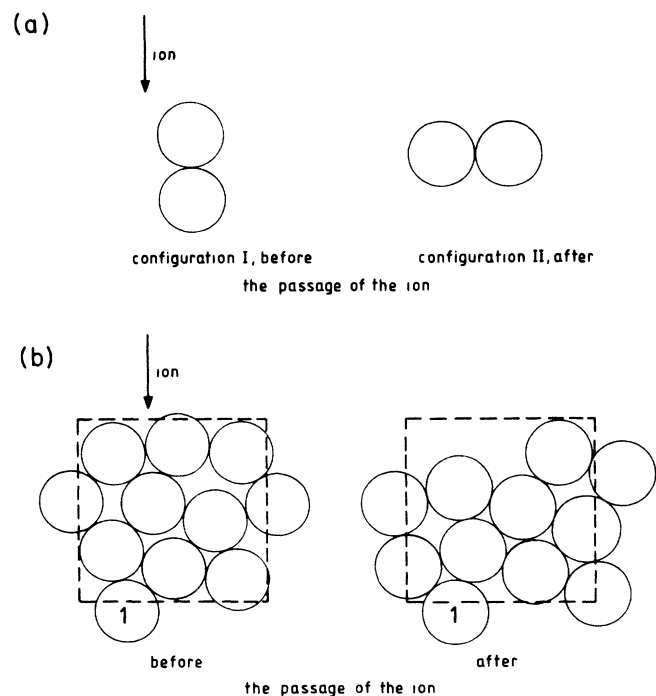 (a)
ion
configuration I, before
configuration II, after
the passage of the ion
(b)
ion
1
1
before
after
the passage of the ion